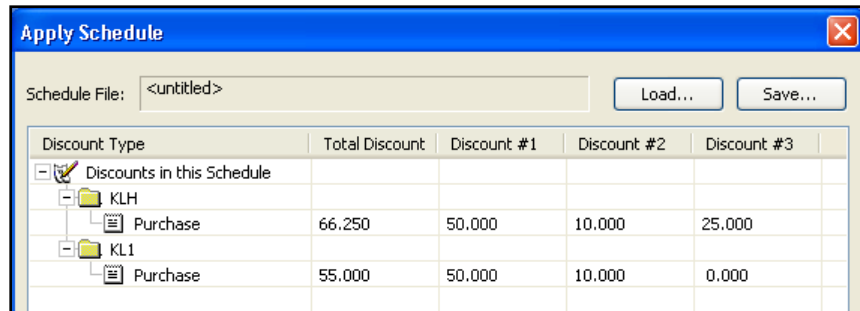 Apply Schedule
Schedule File: <untitled> Load... Save...
Discount Type Total Discount Discount #1 Discount #2 Discount #3
Discounts in this Schedule
KLH
Purchase 66.250 50.000 10.000 25.000
KL1
Purchase 55.000 50.000 10.000 0.000